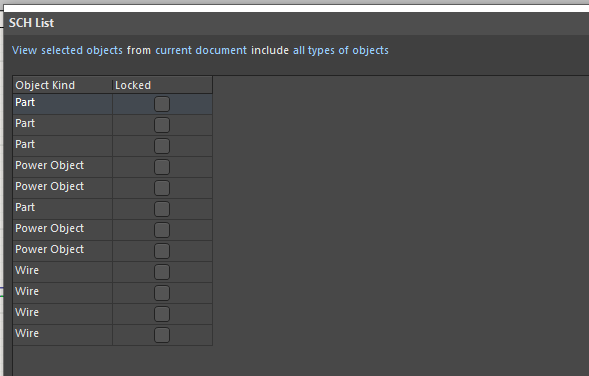 SCH List
View selected objects from current document include all types of objects
Object Kind Locked
Part
Part
Part
Power Object
Power Object
Part
Power Object
Power Object
Wire
Wire
Wire
Wire